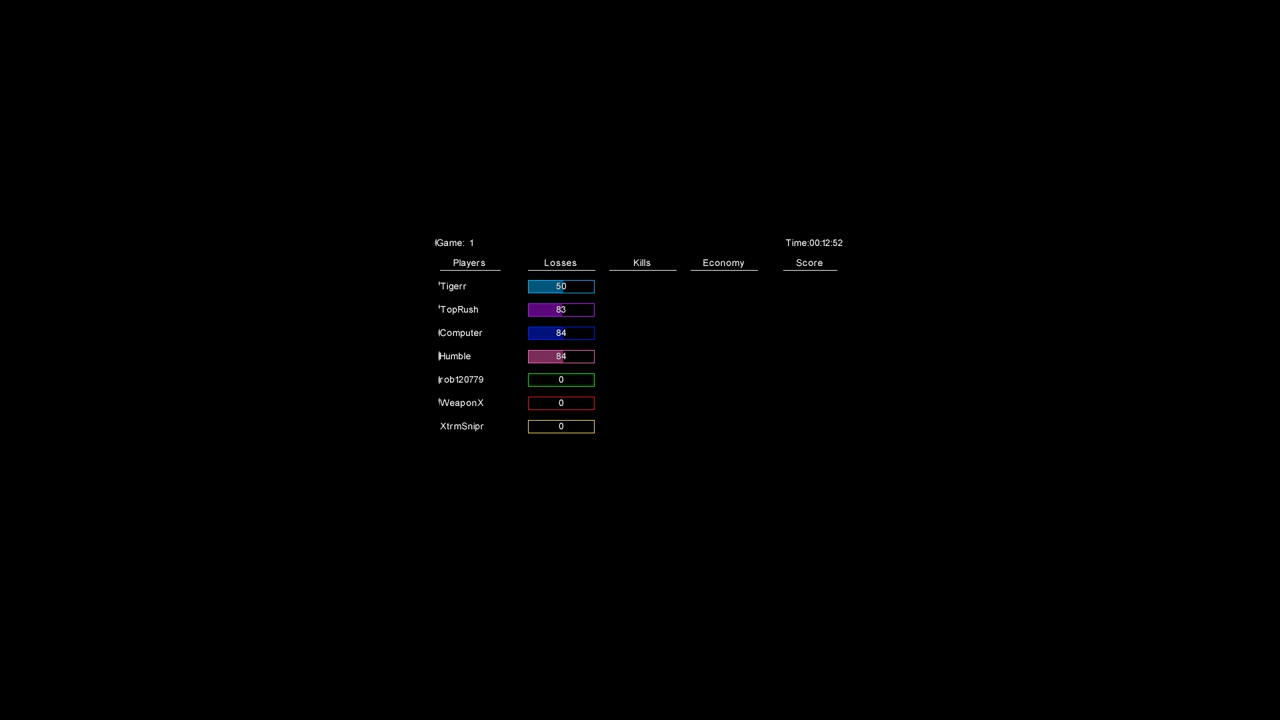 Game: 1 Time:00:12:52
Players Losses Kills Economy Score
Tigerr 50
TopRush 83
Computer 84
Humble 84
rob120779 0
WeaponX 0
XtrmSnipr 0